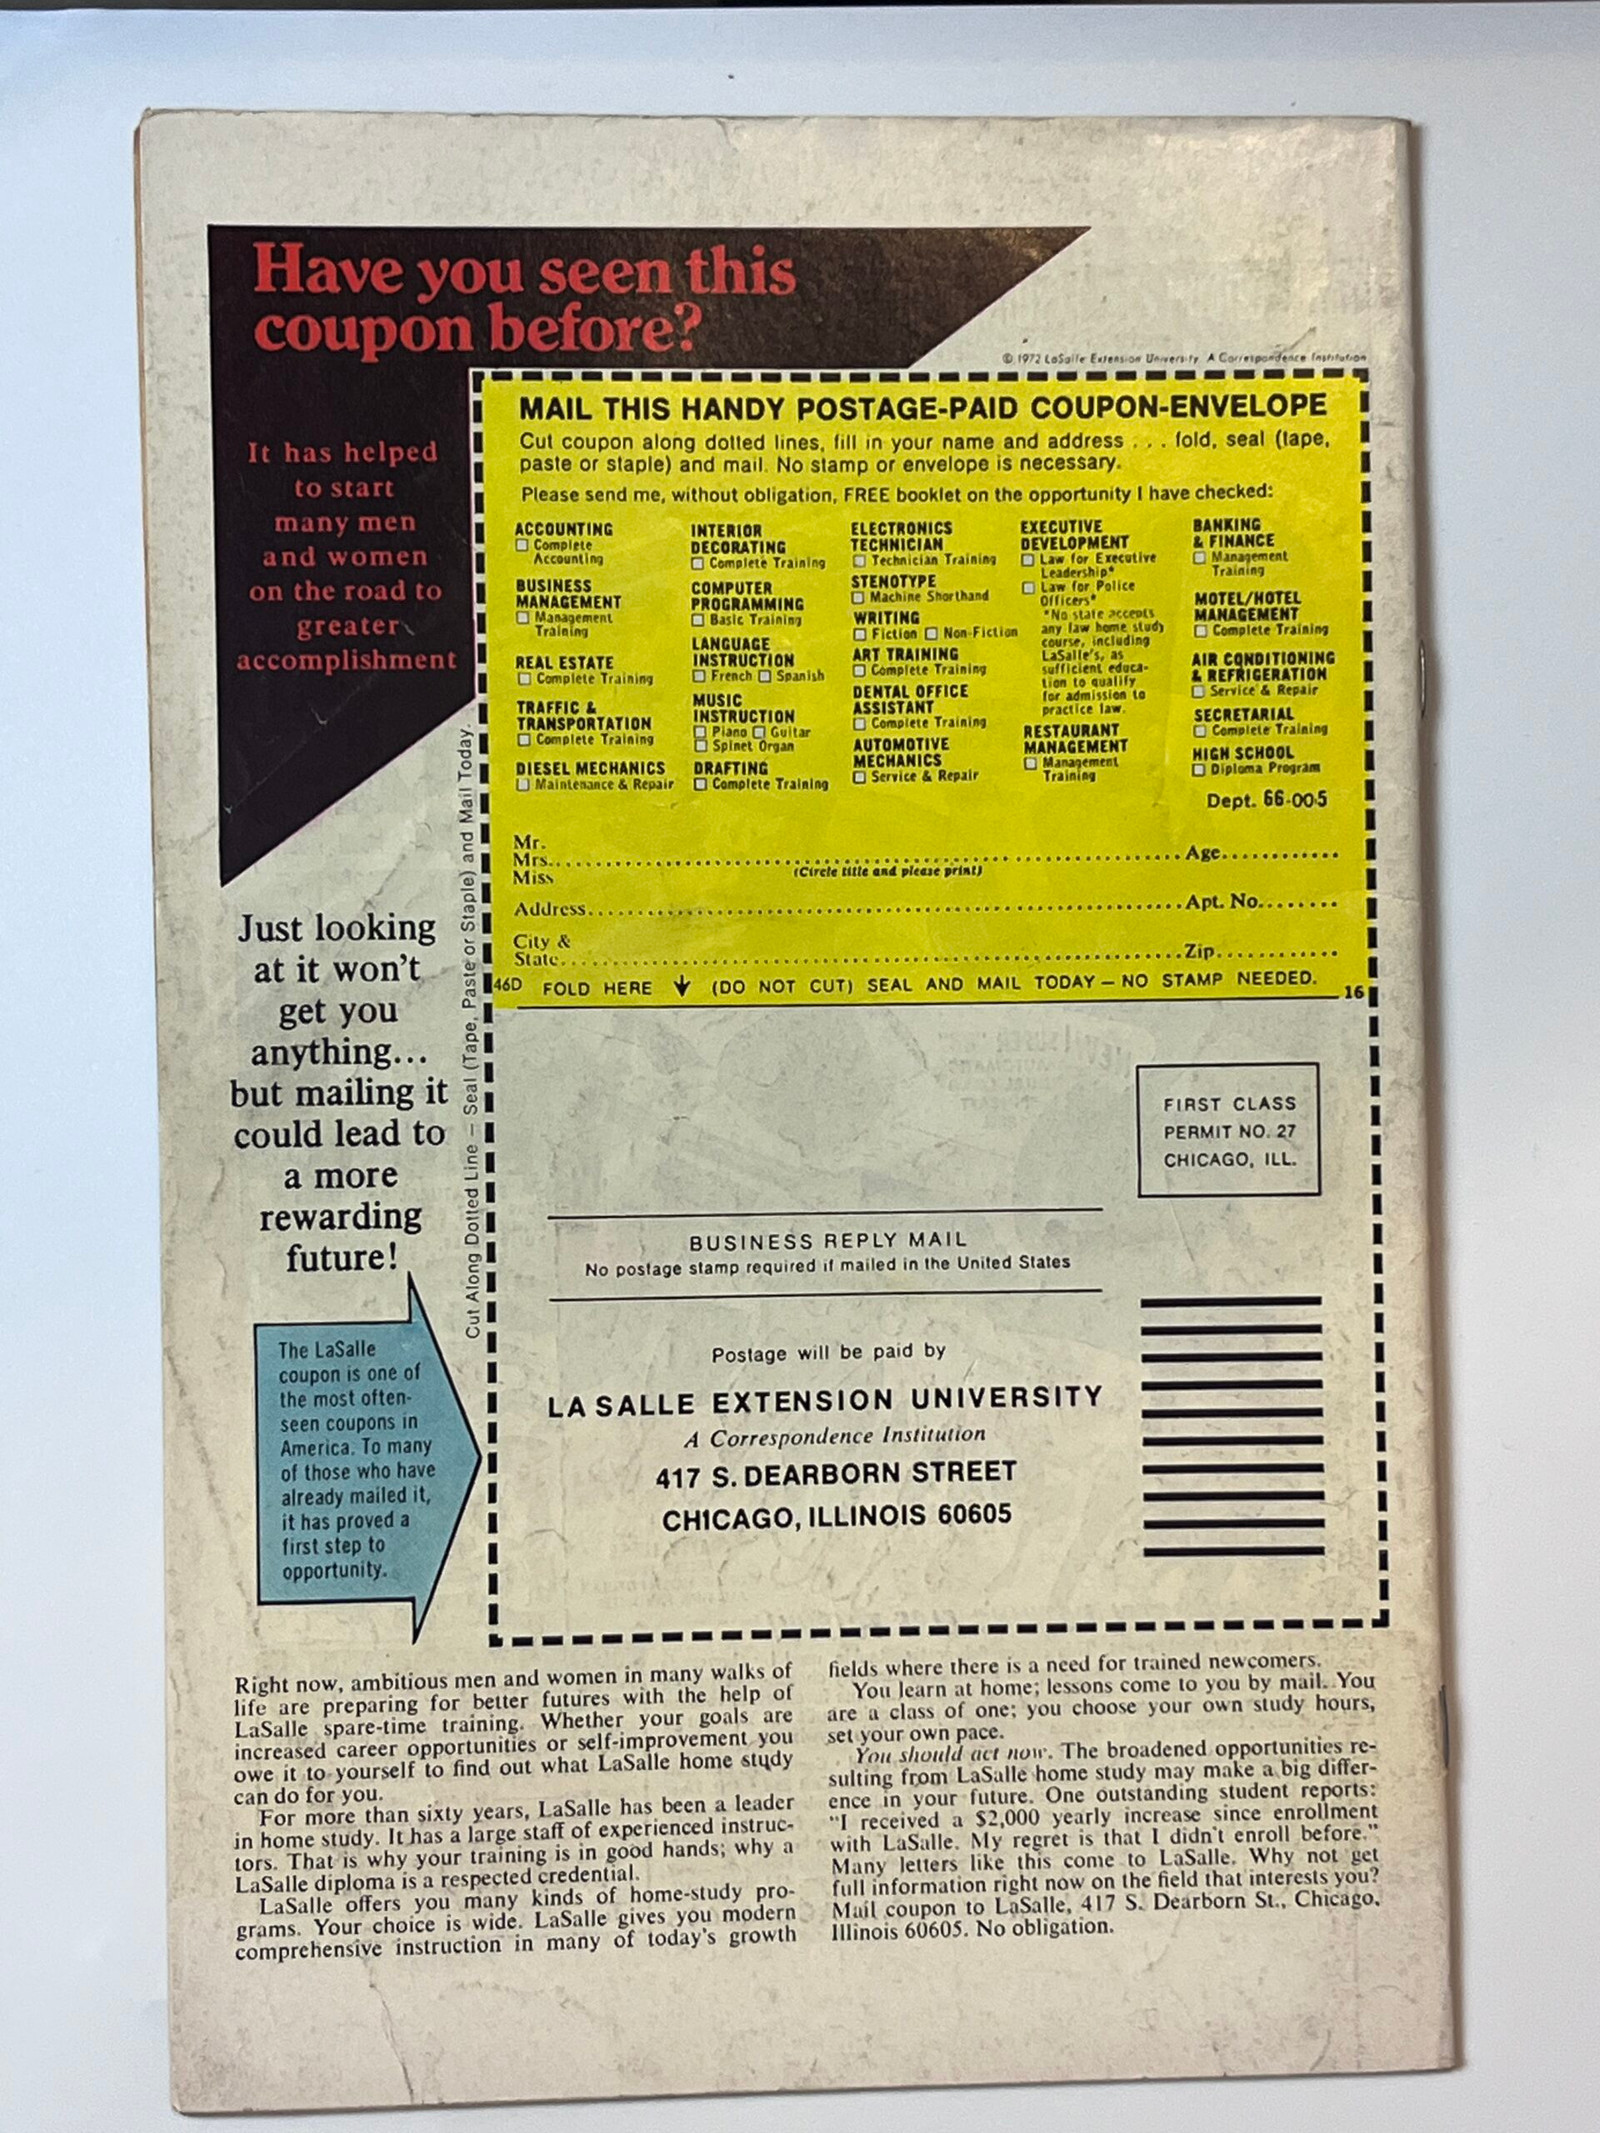 Have you seen this
coupon before?
It has helped
to start
many men
and women
on the road to
greater
accomplishment
© 1972 LaSalle Extension University A Correspondence Institution
MAIL THIS HANDY POSTAGE-PAID COUPON-ENVELOPE
Cut coupon along dotted lines, fill in your name and address . . . fold, seal (tape,
paste or staple) and mail. No stamp or envelope is necessary.
Please send me, without obligation, FREE booklet on the opportunity I have checked:
ACCOUNTING
Complete
Accounting
BUSINESS
MANAGEMENT
Management
Training
REAL ESTATE
Complete Training
TRAFFIC &
TRANSPORTATION
Complete Training
DIESEL MECHANICS
Maintenance & Repair
INTERIOR
DECORATING
Complete Training
COMPUTER
PROGRAMMING
Basic Training
LANGUAGE
INSTRUCTION
French Spanish
MUSIC
INSTRUCTION
Piano Guitar
Spinet Organ
DRAFTING
Complete Training
ELECTRONICS
TECHNICIAN
Technician Training
STENOTYPE
Machine Shorthand
WRITING
Fiction Non-Fiction
ART TRAINING
Complete Training
DENTAL OFFICE
ASSISTANT
Complete Training
AUTOMOTIVE
MECHANICS
Service & Repair
EXECUTIVE
DEVELOPMENT
Law for Executive
Leadership*
Law for Police
Officers*
*No state accepts
any law home study
course, including
LaSalle's, as
sufficient educa-
tion to qualify
for admission to
practice law.
RESTAURANT
MANAGEMENT
Management
Training
BANKING
& FINANCE
Management
Training
MOTEL/HOTEL
MANAGEMENT
Complete Training
AIR CONDITIONING
& REFRIGERATION
Service & Repair
SECRETARIAL
Complete Training
HIGH SCHOOL
Diploma Program
Dept. 66-005
Mr.
Mrs. Age
Miss (Circle title and please print)
Address Apt. No.
City &
State Zip
46D FOLD HERE ↓ (DO NOT CUT) SEAL AND MAIL TODAY — NO STAMP NEEDED.
16
Cut Along Dotted Line — Seal (Tape, Paste or Staple) and Mail Today.
Just looking
at it won't
get you
anything...
but mailing it
could lead to
a more
rewarding
future!
The LaSalle
coupon is one of
the most often-
seen coupons in
America. To many
of those who have
already mailed it,
it has proved a
first step to
opportunity.
FIRST CLASS
PERMIT NO. 27
CHICAGO, ILL.
BUSINESS REPLY MAIL
No postage stamp required if mailed in the United States
Postage will be paid by
LA SALLE EXTENSION UNIVERSITY
A Correspondence Institution
417 S. DEARBORN STREET
CHICAGO, ILLINOIS 60605
Right now, ambitious men and women in many walks of
life are preparing for better futures with the help of
LaSalle spare-time training. Whether your goals are
increased career opportunities or self-improvement you
owe it to yourself to find out what LaSalle home study
can do for you.
For more than sixty years, LaSalle has been a leader
in home study. It has a large staff of experienced instruc-
tors. That is why your training is in good hands; why a
LaSalle diploma is a respected credential.
LaSalle offers you many kinds of home-study pro-
grams. Your choice is wide. LaSalle gives you modern
comprehensive instruction in many of today's growth
fields where there is a need for trained newcomers.
You learn at home; lessons come to you by mail. You
are a class of one; you choose your own study hours,
set your own pace.
You should act now. The broadened opportunities re-
sulting from LaSalle home study may make a big differ-
ence in your future. One outstanding student reports:
"I received a $2,000 yearly increase since enrollment
with LaSalle. My regret is that I didn't enroll before."
Many letters like this come to LaSalle. Why not get
full information right now on the field that interests you?
Mail coupon to LaSalle, 417 S. Dearborn St., Chicago,
Illinois 60605. No obligation.